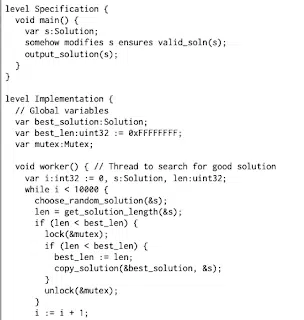 level Specification {
  void main() {
    var s:Solution;
    somehow modifies s ensures valid_soln(s);
    output_solution(s);
  }
}

level Implementation {
  // Global variables
  var best_solution:Solution;
  var best_len:uint32 := 0xFFFFFFFF;
  var mutex:Mutex;

  void worker() { // Thread to search for good solution
    var i:int32 := 0, s:Solution, len:uint32;
    while i < 10000 {
      choose_random_solution(&s);
      len = get_solution_length(&s);
      if (len < best_len) {
        lock(&mutex);
        if (len < best_len) {
          best_len := len;
          copy_solution(&best_solution, &s);
        }
        unlock(&mutex);
      }
      i := i + 1;